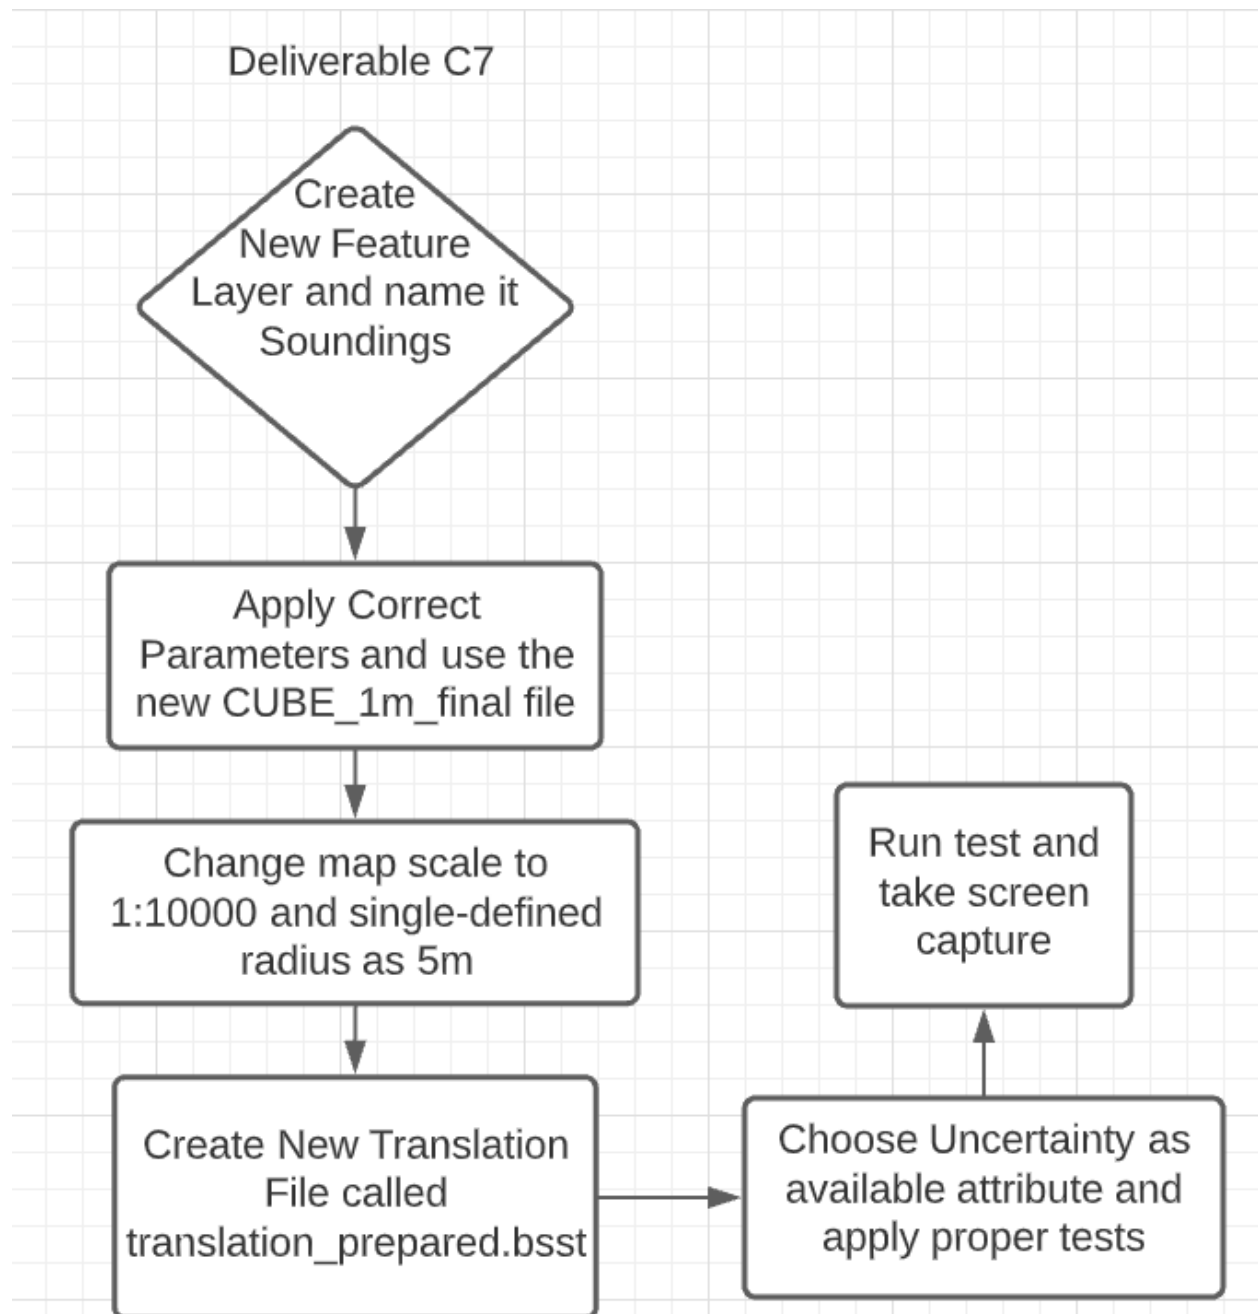 Deliverable C7
Create
New Feature
Layer and name it
Soundings
Apply Correct
Parameters and use the
new CUBE_1m_final file
Change map scale to
1:10000 and single-defined
radius as 5m
Create New Translation
File called
translation_prepared.bsst
Choose Uncertainty as
available attribute and
apply proper tests
Run test and
take screen
capture